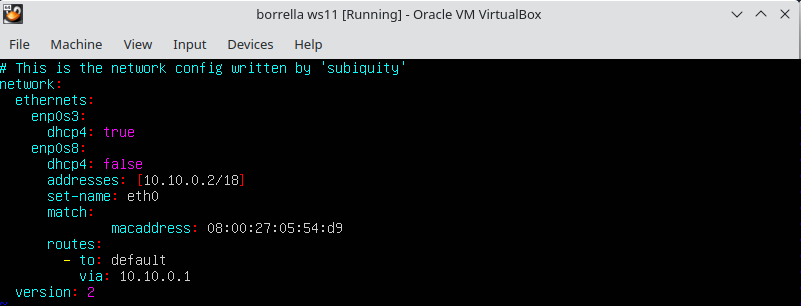 borrella ws11 [Running] - Oracle VM VirtualBox
File Machine View Input Devices Help
# This is the network config written by 'subiquity'
network:
  ethernets:
    enp0s3:
      dhcp4: true
    enp0s8:
      dhcp4: false
      addresses: [10.10.0.2/18]
      set-name: eth0
      match:
              macaddress: 08:00:27:05:54:d9
      routes:
        - to: default
          via: 10.10.0.1
  version: 2
~